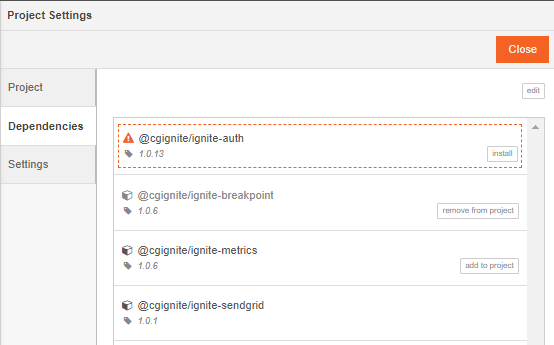 Project Settings
Close
Project
Dependencies
Settings
edit
@cgignite/ignite-auth
1.0.13
install
@cgignite/ignite-breakpoint
1.0.6
remove from project
@cgignite/ignite-metrics
1.0.6
add to project
@cgignite/ignite-sendgrid
1.0.1